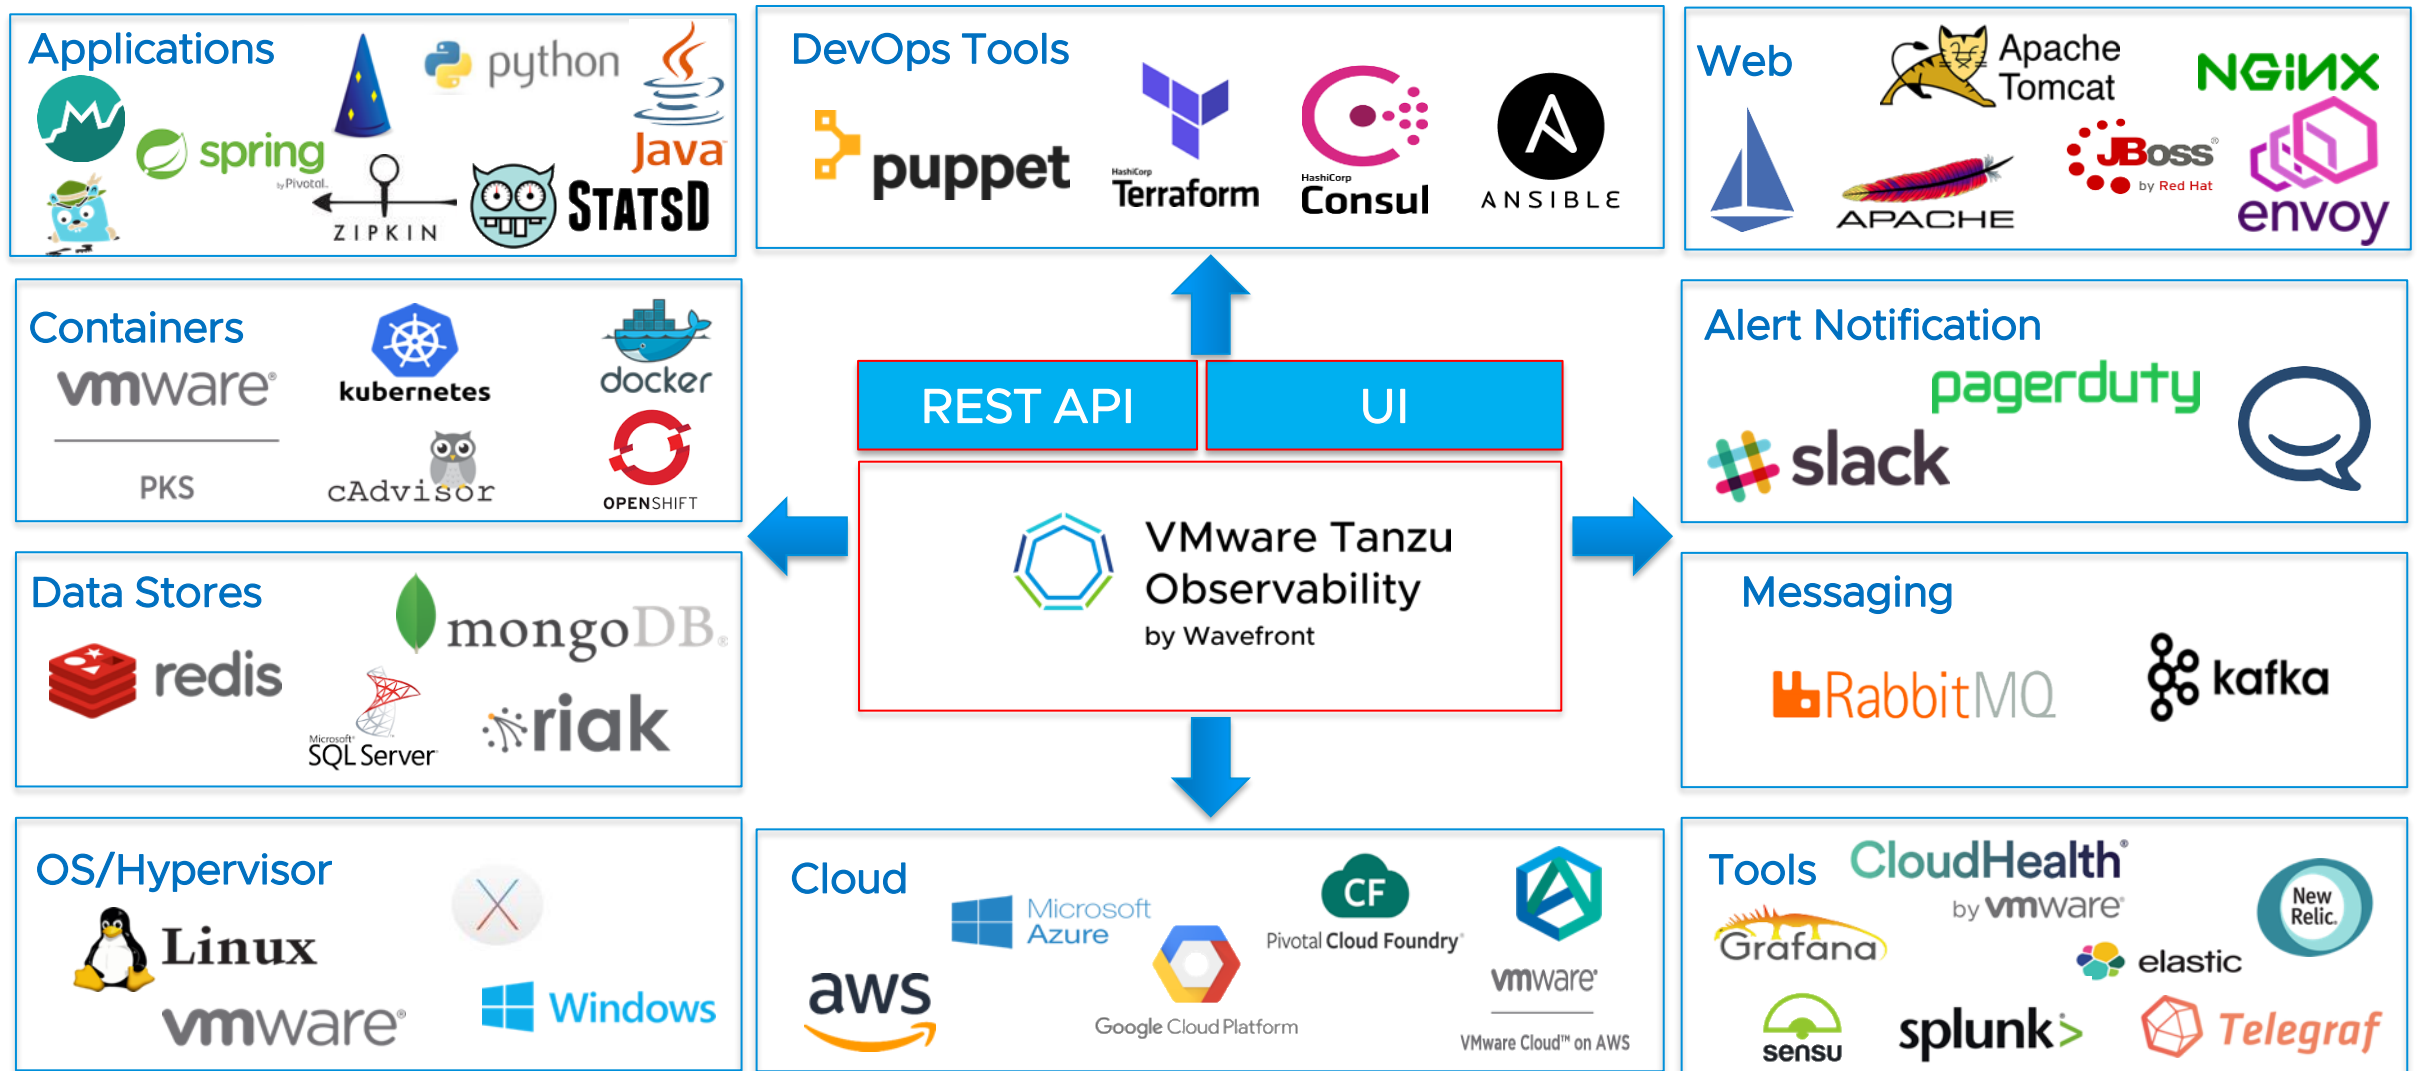 Applications
python
spring
by Pivotal.
Java
ZIPKIN
STATSD
DevOps Tools
puppet
HashiCorp
Terraform
HashiCorp
Consul
ANSIBLE
Web
Apache
Tomcat
NGiNX
APACHE
JBoss®
by Red Hat
envoy
Containers
vmware®
PKS
kubernetes
docker
cAdvisor
OPENSHIFT
REST API
UI
VMware Tanzu
Observability
by Wavefront
Alert Notification
pagerduty
slack
Data Stores
mongoDB®
redis
Microsoft®
SQL Server
riak
Messaging
RabbitMQ
kafka
OS/Hypervisor
Linux
vmware®
Windows
Cloud
Microsoft
Azure
aws
Google Cloud Platform
CF
Pivotal Cloud Foundry®
vmware®
VMware Cloud™ on AWS
Tools
CloudHealth®
by vmware®
New
Relic.
Grafana
elastic
sensu
splunk>
Telegraf